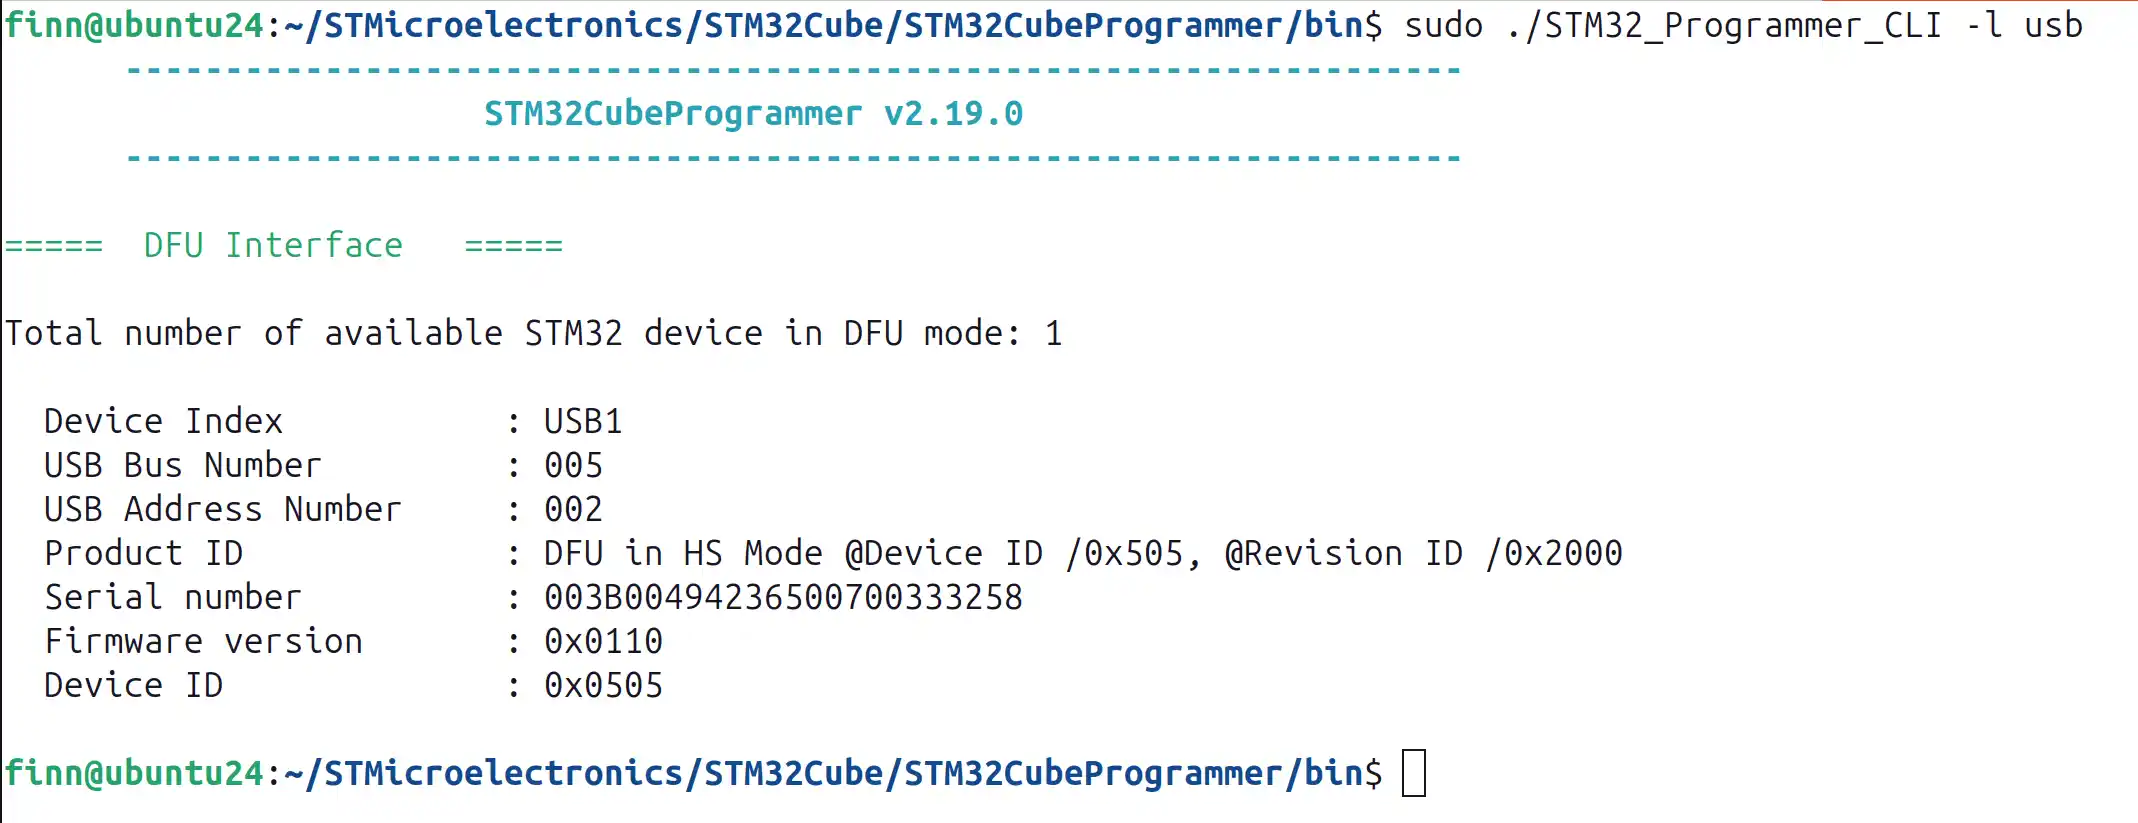 finn@ubuntu24:~/STMicroelectronics/STM32Cube/STM32CubeProgrammer/bin$ sudo ./STM32_Programmer_CLI -l usb
-------------------------------------------------------------------
STM32CubeProgrammer v2.19.0
-------------------------------------------------------------------
===== DFU Interface =====
Total number of available STM32 device in DFU mode: 1
Device Index : USB1
USB Bus Number : 005
USB Address Number : 002
Product ID : DFU in HS Mode @Device ID /0x505, @Revision ID /0x2000
Serial number : 003B00494236500700333258
Firmware version : 0x0110
Device ID : 0x0505
finn@ubuntu24:~/STMicroelectronics/STM32Cube/STM32CubeProgrammer/bin$